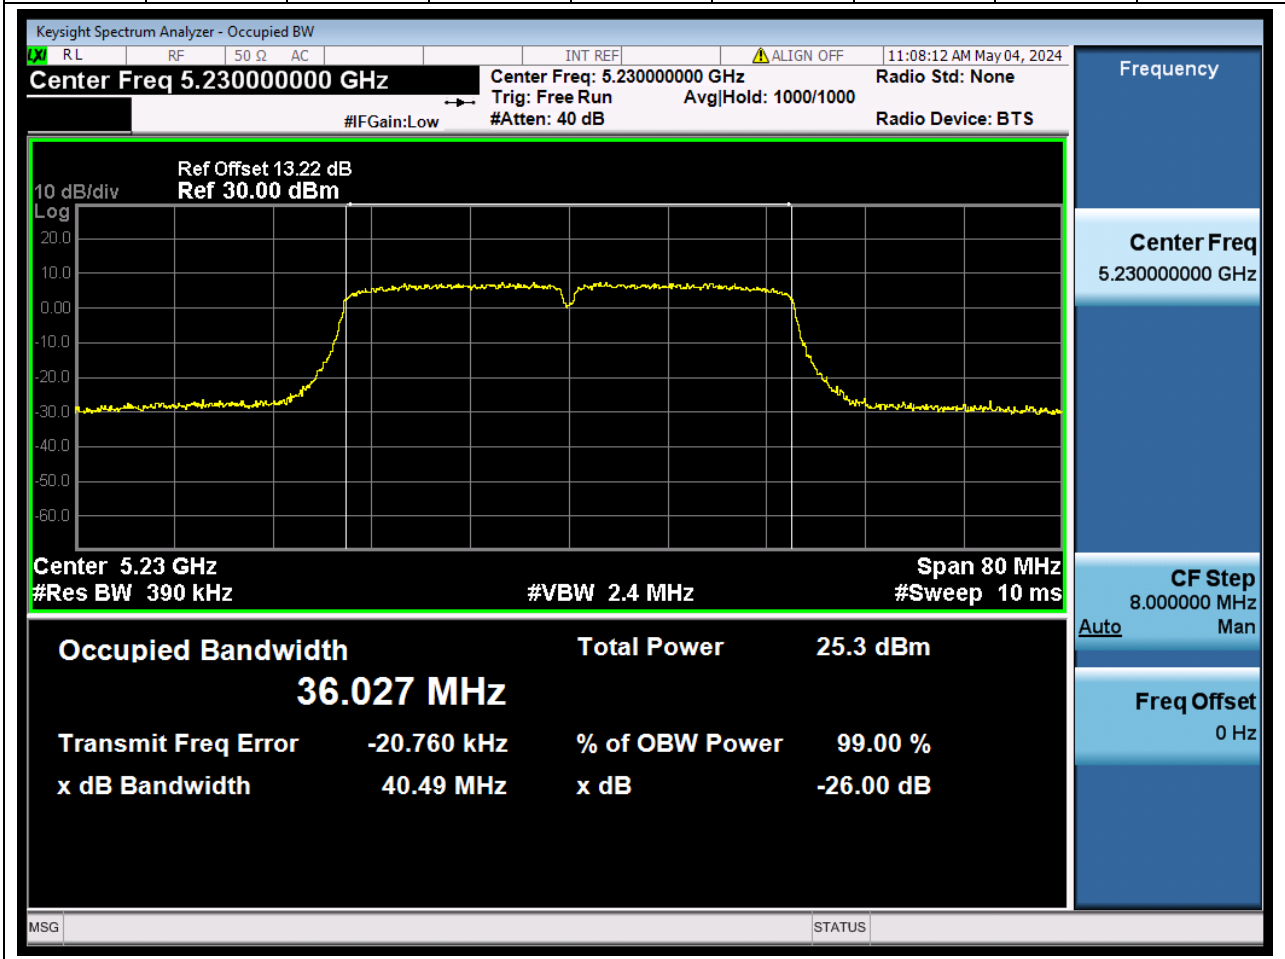 Keysight Spectrum Analyzer - Occupied BW
LXI RL RF 50 Ω AC INT REF ALIGN OFF 11:08:12 AM May 04, 2024
Center Freq 5.230000000 GHz
Center Freq: 5.230000000 GHz Radio Std: None
Trig: Free Run Avg|Hold: 1000/1000
#IFGain:Low #Atten: 40 dB Radio Device: BTS
Frequency
Ref Offset 13.22 dB
10 dB/div Ref 30.00 dBm
Log
20.0
10.0
0.00
-10.0
-20.0
-30.0
-40.0
-50.0
-60.0
Center 5.23 GHz Span 80 MHz
#Res BW 390 kHz #VBW 2.4 MHz #Sweep 10 ms
Center Freq
5.230000000 GHz
CF Step
8.000000 MHz
Auto Man
Freq Offset
0 Hz
Occupied Bandwidth Total Power 25.3 dBm
36.027 MHz
Transmit Freq Error -20.760 kHz % of OBW Power 99.00 %
x dB Bandwidth 40.49 MHz x dB -26.00 dB
MSG STATUS